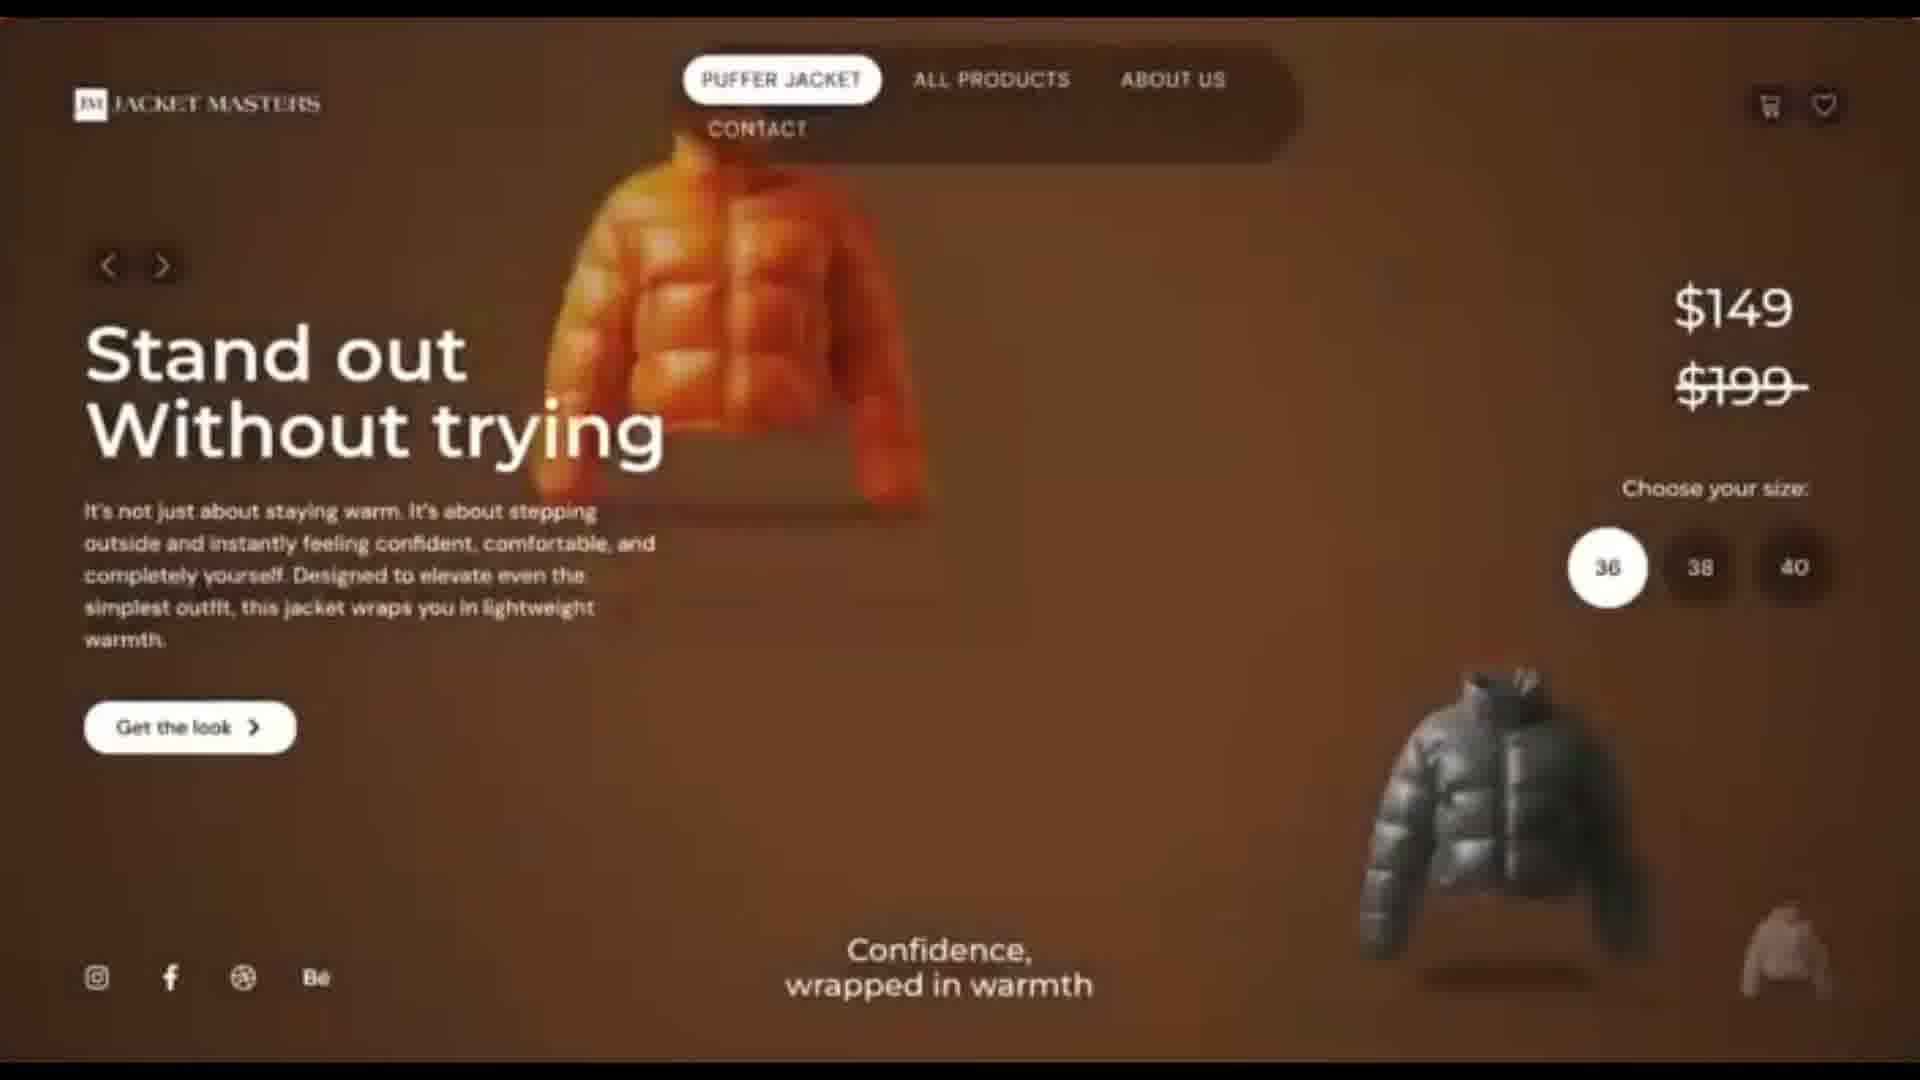 JM JACKET MASTERS
PUFFER JACKET ALL PRODUCTS ABOUT US
CONTACT
Stand out
Without trying
It's not just about staying warm. It's about stepping
outside and instantly feeling confident, comfortable, and
completely yourself. Designed to elevate even the
simplest outfit, this jacket wraps you in lightweight
warmth.
Get the look
$149
$199
Choose your size:
36 38 40
Confidence,
wrapped in warmth
Bē